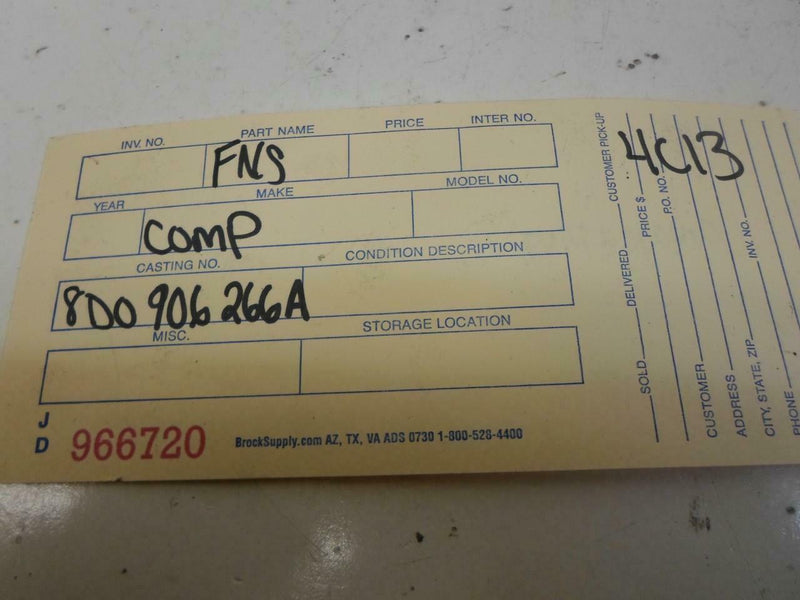 INV. NO. PART NAME PRICE INTER NO.
FNS
YEAR MAKE MODEL NO.
COMP
CASTING NO. CONDITION DESCRIPTION
8D0 906 266A
MISC. STORAGE LOCATION
JD 966720 BrockSupply.com AZ, TX, VA ADS 0730 1-800-528-4400
4C13
SOLD DELIVERED CUSTOMER PICK-UP
PRICE $
P.O. NO.
CUSTOMER
ADDRESS INV. NO.
CITY, STATE, ZIP
PHONE